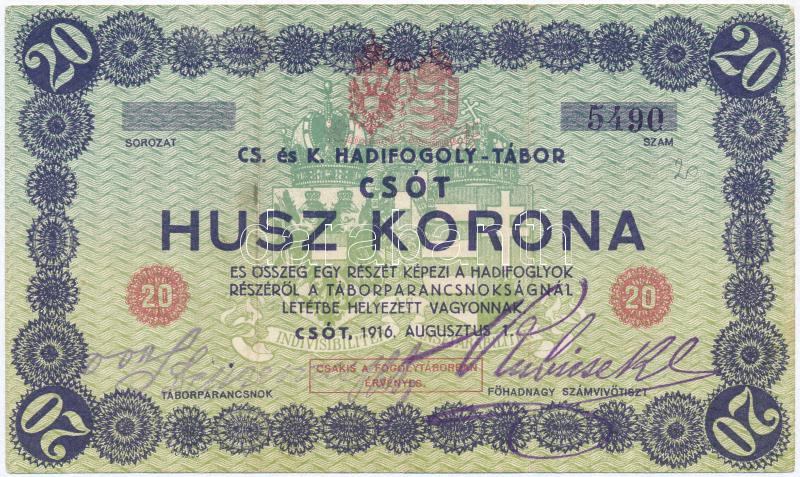 20 20
5490
SOROZAT SZÁM
20
CS. és K. HADIFOGOLY-TÁBOR
CSÓT
HUSZ KORONA
ES ÖSSZEG EGY RÉSZÉT KÉPEZI A HADIFOGLYOK
20 RÉSZÉRŐL A TÁBORPARANCSNOKSÁGNÁL 20
LETÉTBE HELYEZETT VAGYONNAK.
CSÓT, 1916. AUGUSZTUS 1.
INDIVISIBILITER
CSAKIS A FOGOLYTÁBORBAN
ÉRVÉNYES.
TÁBORPARANCSNOK FŐHADNAGY SZÁMVIVŐTISZT
20 20